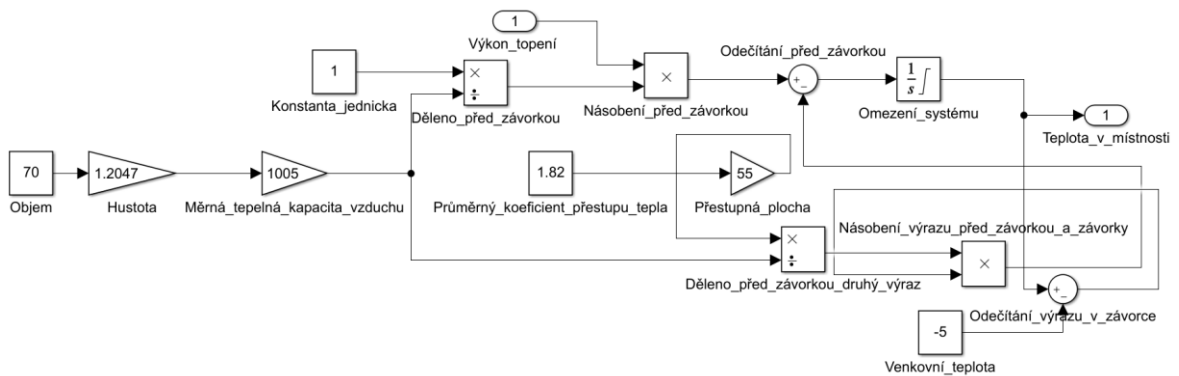 1
Výkon_topení
Odečítání_před_závorkou
1
Konstanta_jednicka
×
÷
Děleno_před_závorkou
×
Násobení_před_závorkou
+
−
1
s
Omezení_systému
1
Teplota_v_místnosti
70
Objem
1.2047
Hustota
1005
Měrná_tepelná_kapacita_vzduchu
1.82
Průměrný_koeficient_přestupu_tepla
55
Přestupná_plocha
×
÷
Děleno_před_závorkou_druhý_výraz
Násobení_výrazu_před_závorkou_a_závorky
×
+
−
Odečítání_výrazu_v_závorce
-5
Venkovní_teplota